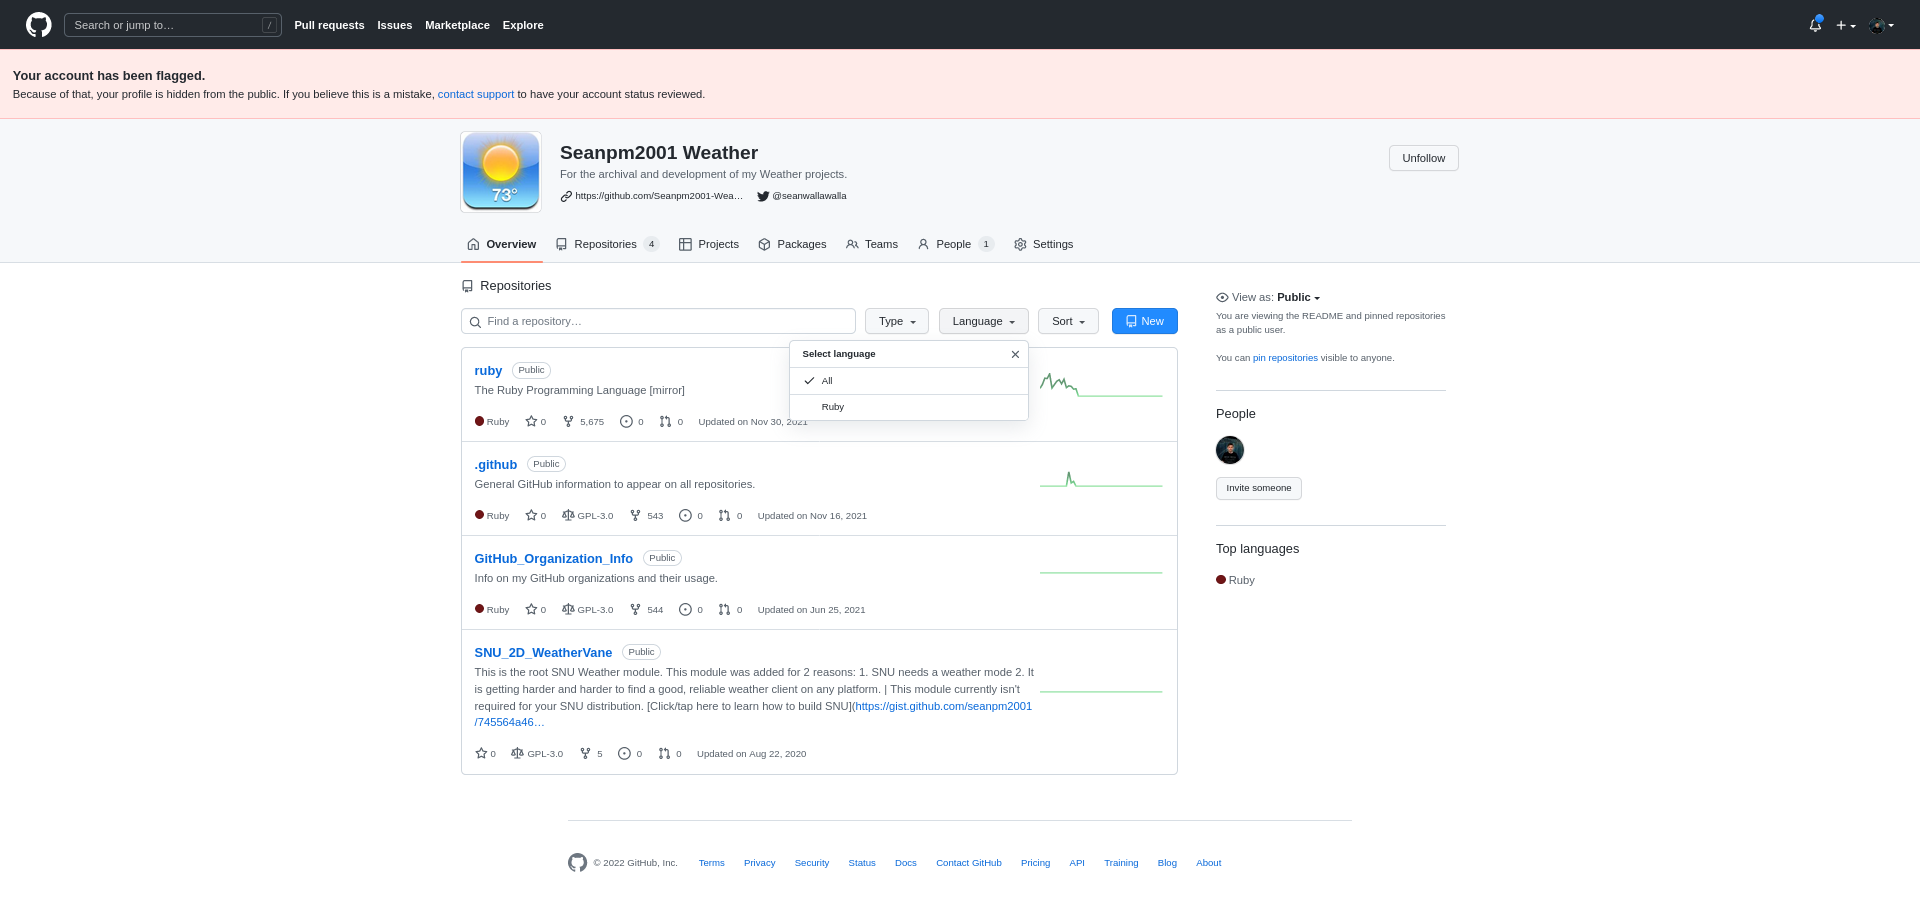 Search or jump to… /
Pull requests Issues Marketplace Explore
Your account has been flagged.
Because of that, your profile is hidden from the public. If you believe this is a mistake, contact support to have your account status reviewed.
73°
Seanpm2001 Weather
Unfollow
For the archival and development of my Weather projects.
https://github.com/Seanpm2001-Wea… @seanwallawalla
Overview Repositories 4 Projects Packages Teams People 1 Settings
Repositories
Find a repository… Type Language Sort New
Select language
All
Ruby
ruby Public
The Ruby Programming Language [mirror]
Ruby 0 5,675 0 0 Updated on Nov 30, 2021
.github Public
General GitHub information to appear on all repositories.
Ruby 0 GPL-3.0 543 0 0 Updated on Nov 16, 2021
GitHub_Organization_Info Public
Info on my GitHub organizations and their usage.
Ruby 0 GPL-3.0 544 0 0 Updated on Jun 25, 2021
SNU_2D_WeatherVane Public
This is the root SNU Weather module. This module was added for 2 reasons: 1. SNU needs a weather mode 2. It
is getting harder and harder to find a good, reliable weather client on any platform. | This module currently isn't
required for your SNU distribution. [Click/tap here to learn how to build SNU](https://gist.github.com/seanpm2001
/745564a46…
0 GPL-3.0 5 0 0 Updated on Aug 22, 2020
View as: Public
You are viewing the README and pinned repositories
as a public user.
You can pin repositories visible to anyone.
People
Invite someone
Top languages
Ruby
© 2022 GitHub, Inc. Terms Privacy Security Status Docs Contact GitHub Pricing API Training Blog About